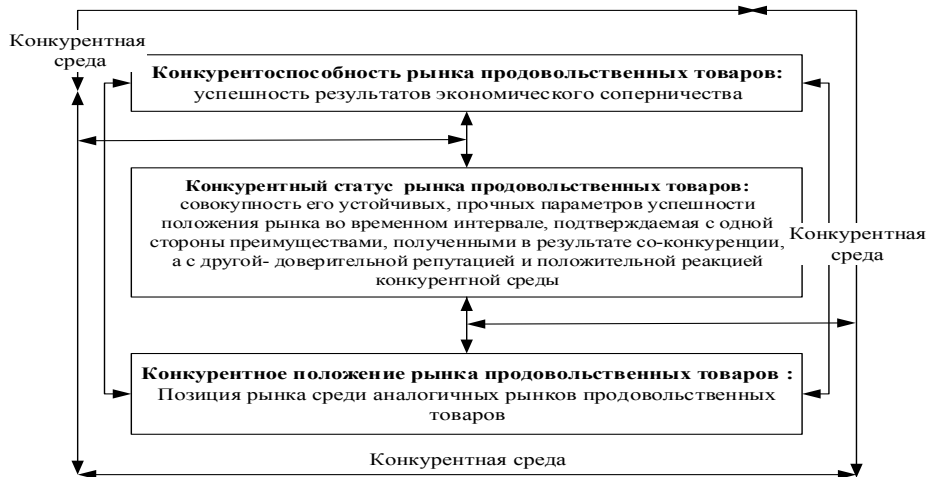 Конкурентная
среда
Конкурентоспособность рынка продовольственных товаров:
успешность результатов экономического соперничества
Конкурентный статус рынка продовольственных товаров:
совокупность его устойчивых, прочных параметров успешности
положения рынка во временном интервале, подтверждаемая с одной
стороны преимуществами, полученными в результате со-конкуренции,
а с другой- доверительной репутацией и положительной реакцией
конкурентной среды
Конкурентная
среда
Конкурентное положение рынка продовольственных товаров :
Позиция рынка среди аналогичных рынков продовольственных
товаров
Конкурентная среда